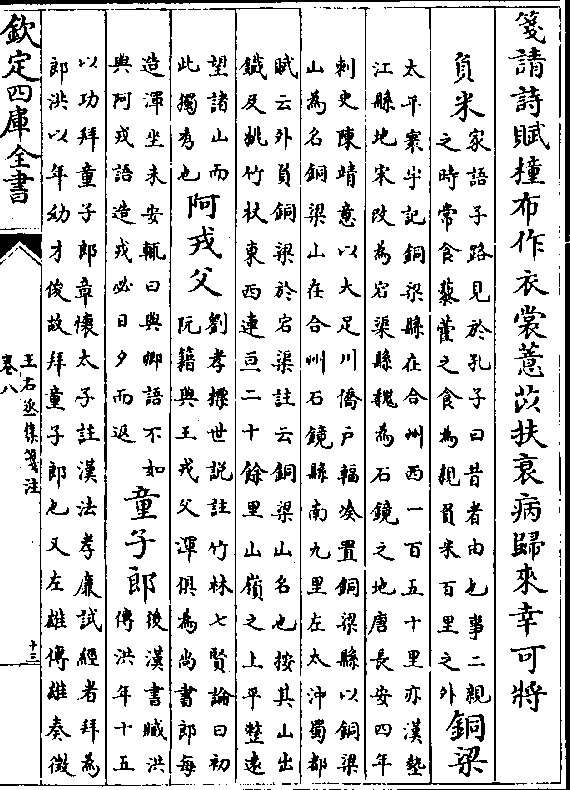 箋請詩賦橦布作衣裳薏苡扶衰病歸來幸可將
負米家語子路見於孔子曰昔者由也事二親
之時常食藜藿之食為親負米百里之外銅梁
太平寰宇記銅梁縣在合州西一百五十里亦漢墊
江縣地宋改為宕渠縣魏為石鏡之地唐長安四年
刺史陳靖意以大足川僑戶輻湊置銅梁縣以銅梁
山為名銅梁山在合州石鏡縣南九里左太沖蜀都
賦云外負銅梁於宕渠註云銅梁山名也按其山出
鐵及桃竹杖東西連亘二十餘里山嶺之上平整遠
望諸山而
此獨秀也阿戎父劉孝標世說註竹林七賢論曰初
阮籍與王戎父渾俱為尚書郎每
造渾坐未安輒曰與卿語不如
與阿戎語造戎必日夕而返童子郎後漢書臧洪
傳洪年十五
以功拜童子郎章懷太子註漢法孝廉試經者拜為
郎洪以年幼才俊故拜童子郎也又左雄傳雄奏徵
欽定四庫全書
王右丞集箋注
卷八
十三